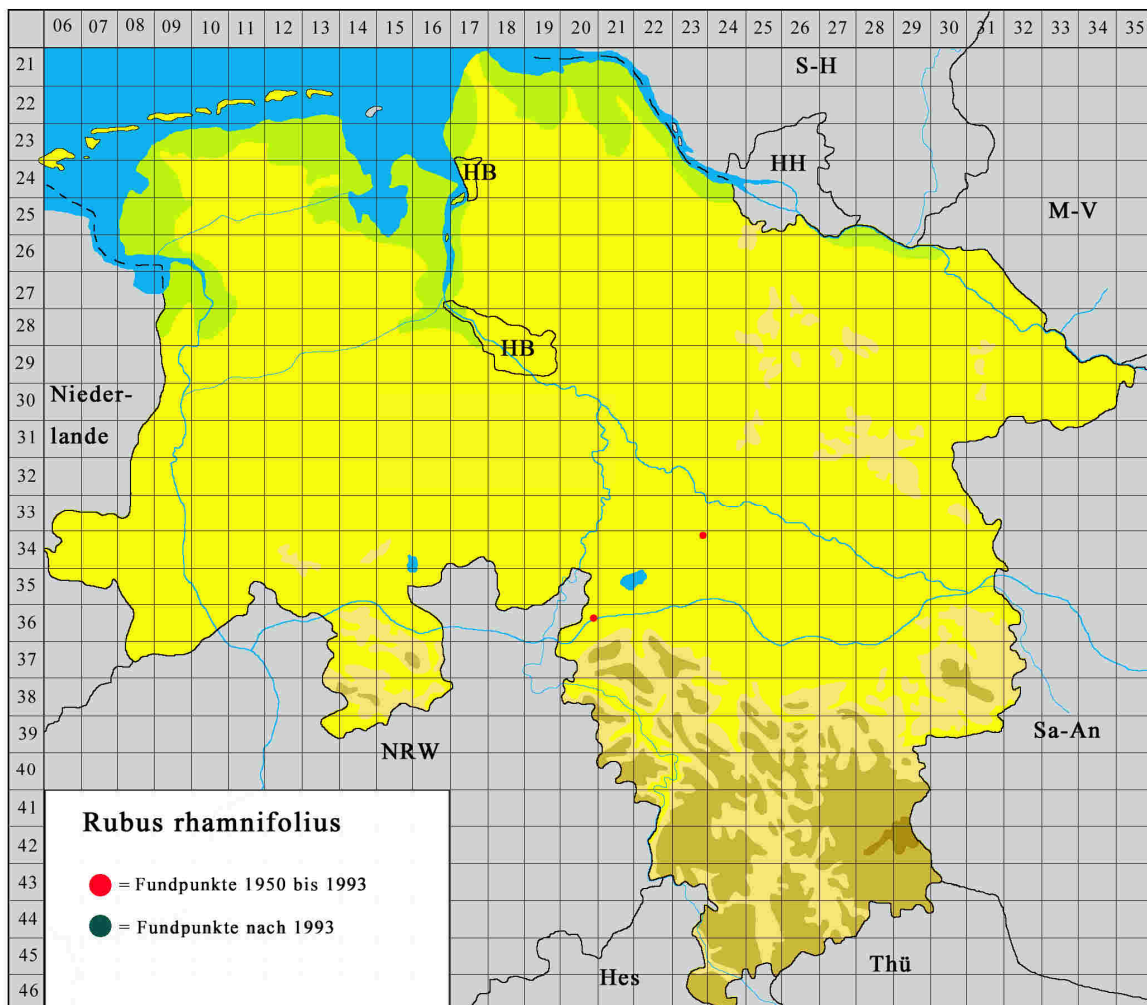 06 07 08 09 10 11 12 13 14 15 16 17 18 19 20 21 22 23 24 25 26 27 28 29 30 31 32 33 34 35
21
S-H
22
23
HH
24
HB
25
M-V
26
27
28
29
HB
30
Nieder-
31
lande
32
33
34
35
36
37
38
39
Sa-An
NRW
40
41
Rubus rhamnifolius
42
43
= Fundpunkte 1950 bis 1993
44
= Fundpunkte nach 1993
45
Hes
Thü
46